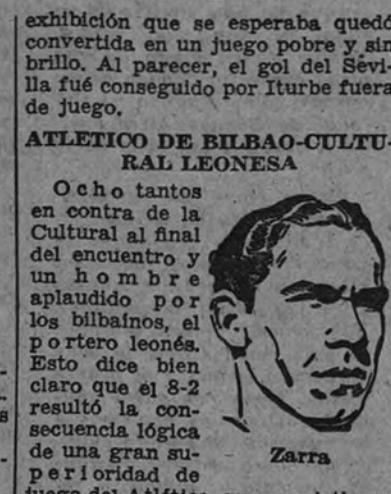 exhibición que se esperaba quedó
convertida en un juego pobre y sin
brillo. Al parecer, el gol del Sevi-
lla fué conseguido por Iturbe fuera
de juego.
ATLETICO DE BILBAO-CULTU-
RAL LEONESA
Ocho tantos
en contra de la
Cultural al final
del encuentro y
un hombre
aplaudido por
los bilbaínos, el
portero leonés.
Esto dice bien
claro que el 8-2
resultó la con-
secuencia lógica
de una gran su-
perioridad de
Zarra
juego del Atlético